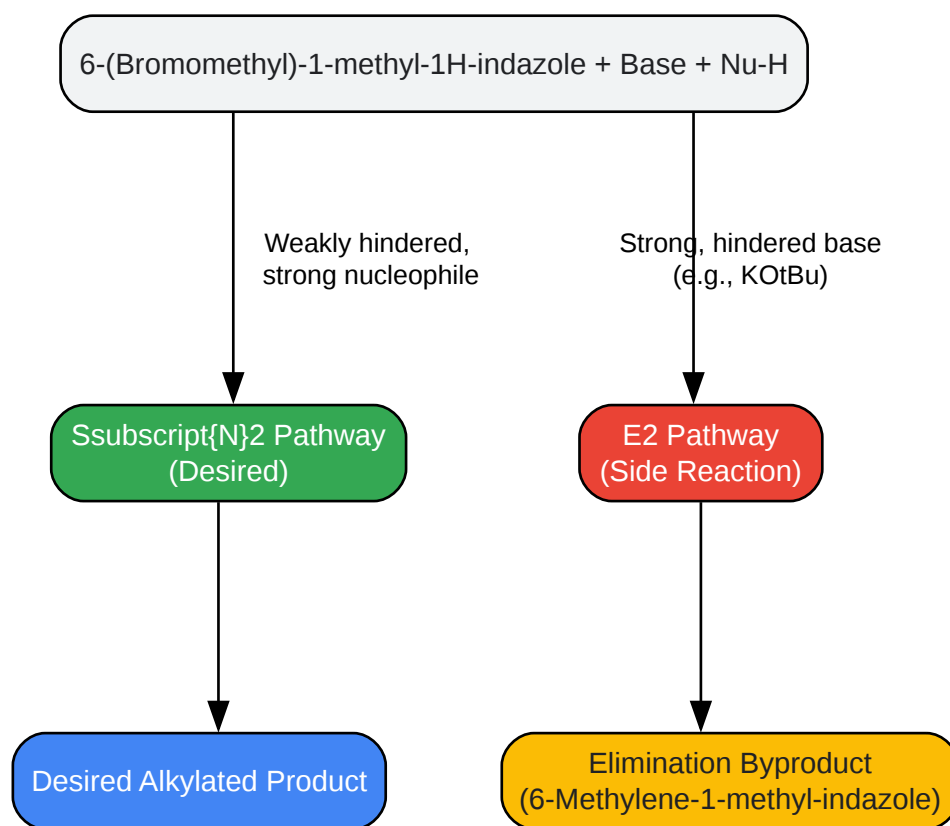 6-(Bromomethyl)-1-methyl-1H-indazole + Base + Nu-H
Weakly hindered,
strong nucleophile
Strong, hindered base
(e.g., KOtBu)
Ssubscript{N}2 Pathway
(Desired)
E2 Pathway
(Side Reaction)
Desired Alkylated Product
Elimination Byproduct
(6-Methylene-1-methyl-indazole)